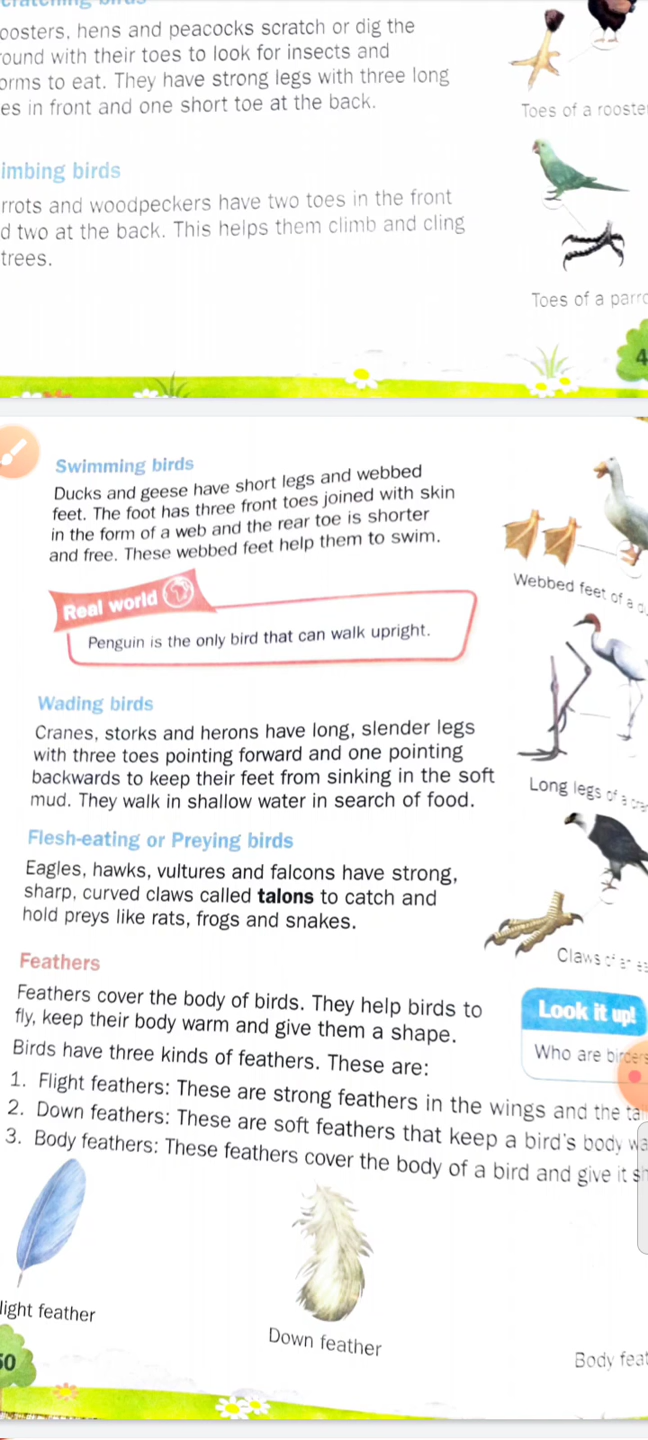 oosters, hens and peacocks scratch or dig the
ound with their toes to look for insects and
orms to eat. They have strong legs with three long
es in front and one short toe at the back.
Toes of a rooste
imbing birds
rrots and woodpeckers have two toes in the front
d two at the back. This helps them climb and cling
trees.
Toes of a parro
4
Swimming birds
Ducks and geese have short legs and webbed
feet. The foot has three front toes joined with skin
in the form of a web and the rear toe is shorter
and free. These webbed feet help them to swim.
Webbed feet of a
Real world
Penguin is the only bird that can walk upright.
Wading birds
Cranes, storks and herons have long, slender legs
with three toes pointing forward and one pointing
backwards to keep their feet from sinking in the soft
mud. They walk in shallow water in search of food.
Long legs of a
Flesh-eating or Preying birds
Eagles, hawks, vultures and falcons have strong,
sharp, curved claws called talons to catch and
hold preys like rats, frogs and snakes.
Claws
Feathers
Feathers cover the body of birds. They help birds to
fly, keep their body warm and give them a shape.
Look it up!
Who are birders
Birds have three kinds of feathers. These are:
1. Flight feathers: These are strong feathers in the wings and the ta
2. Down feathers: These are soft feathers that keep a bird's body wa
3. Body feathers: These feathers cover the body of a bird and give it sh
light feather
Down feather
Body feat
50